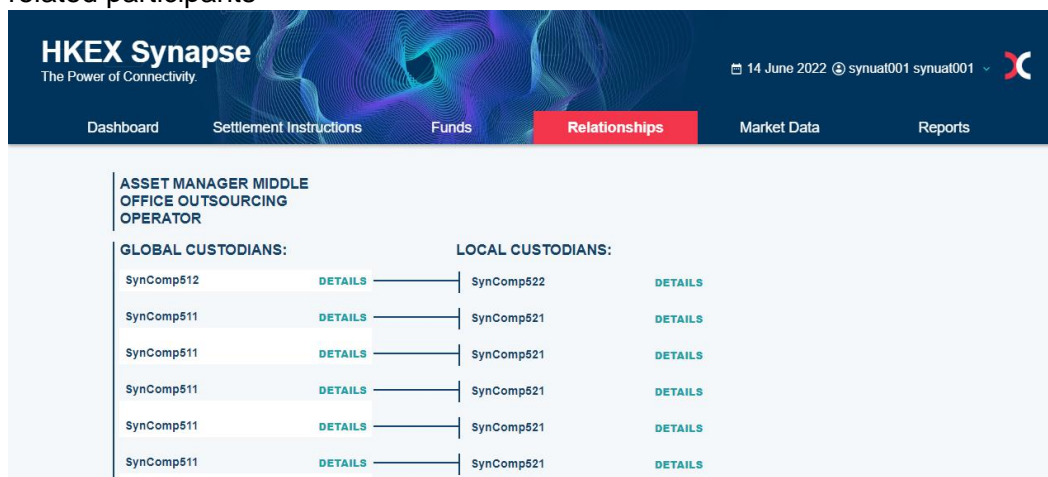 related participants
HKEX Synapse
The Power of Connectivity.
14 June 2022 synuat001 synuat001
Dashboard Settlement Instructions Funds Relationships Market Data Reports
ASSET MANAGER MIDDLE
OFFICE OUTSOURCING
OPERATOR
GLOBAL CUSTODIANS: LOCAL CUSTODIANS:
SynComp512 DETAILS SynComp522 DETAILS
SynComp511 DETAILS SynComp521 DETAILS
SynComp511 DETAILS SynComp521 DETAILS
SynComp511 DETAILS SynComp521 DETAILS
SynComp511 DETAILS SynComp521 DETAILS
SynComp511 DETAILS SynComp521 DETAILS